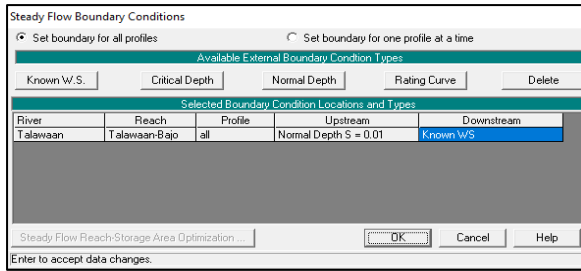 Steady Flow Boundary Conditions
Set boundary for all profiles Set boundary for one profile at a time
Available External Boundary Condtion Types
Known W.S. Critical Depth Normal Depth Rating Curve Delete
Selected Boundary Condition Locations and Types
River Reach Profile Upstream Downstream
Talawaan Talawaan-Bajo all Normal Depth S = 0.01 Known WS
Steady Flow Reach-Storage Area Optimization ... OK Cancel Help
Enter to accept data changes.